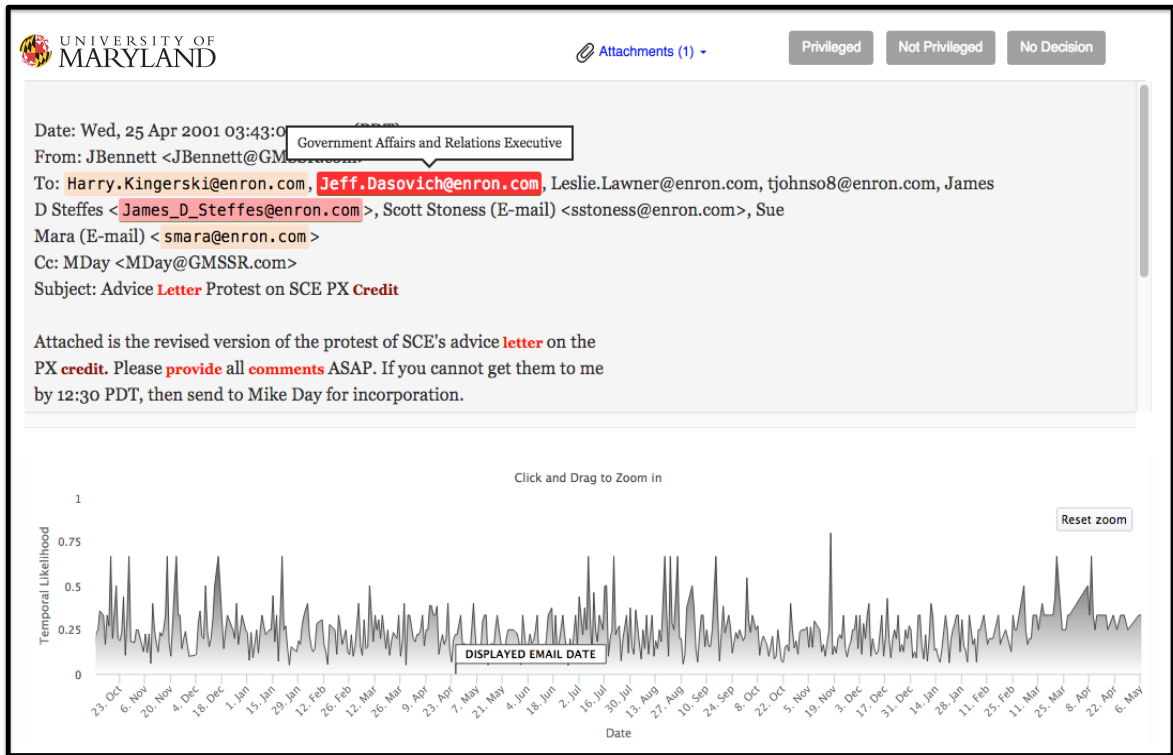 UNIVERSITY OF
MARYLAND
Attachments (1)
Privileged
Not Privileged
No Decision
Date: Wed, 25 Apr 2001 03:43:0
Government Affairs and Relations Executive
From: JBennett <JBennett@GMSSR.com>
To: Harry.Kingerski@enron.com, Jeff.Dasovich@enron.com, Leslie.Lawner@enron.com, tjohnso8@enron.com, James
D Steffes <James_D_Steffes@enron.com>, Scott Stoness (E-mail) <sstoness@enron.com>, Sue
Mara (E-mail) <smara@enron.com>
Cc: MDay <MDay@GMSSR.com>
Subject: Advice Letter Protest on SCE PX Credit
Attached is the revised version of the protest of SCE's advice letter on the
PX credit. Please provide all comments ASAP. If you cannot get them to me
by 12:30 PDT, then send to Mike Day for incorporation.
Click and Drag to Zoom in
Reset zoom
Temporal Likelihood
1
0.75
0.5
0.25
0
DISPLAYED EMAIL DATE
23. Oct 6. Nov 20. Nov 4. Dec 18. Dec 1. Jan 15. Jan 29. Jan 12. Feb 26. Feb 12. Mar 26. Mar 9. Apr 23. Apr 7. May 21. May 4. Jun 18. Jun 2. Jul 16. Jul 30. Jul 13. Aug 27. Aug 10. Sep 24. Sep 8. Oct 22. Oct 5. Nov 19. Nov 3. Dec 17. Dec 31. Dec 14. Jan 28. Jan 11. Feb 25. Feb 11. Mar 25. Mar 8. Apr 22. Apr 6. May
Date